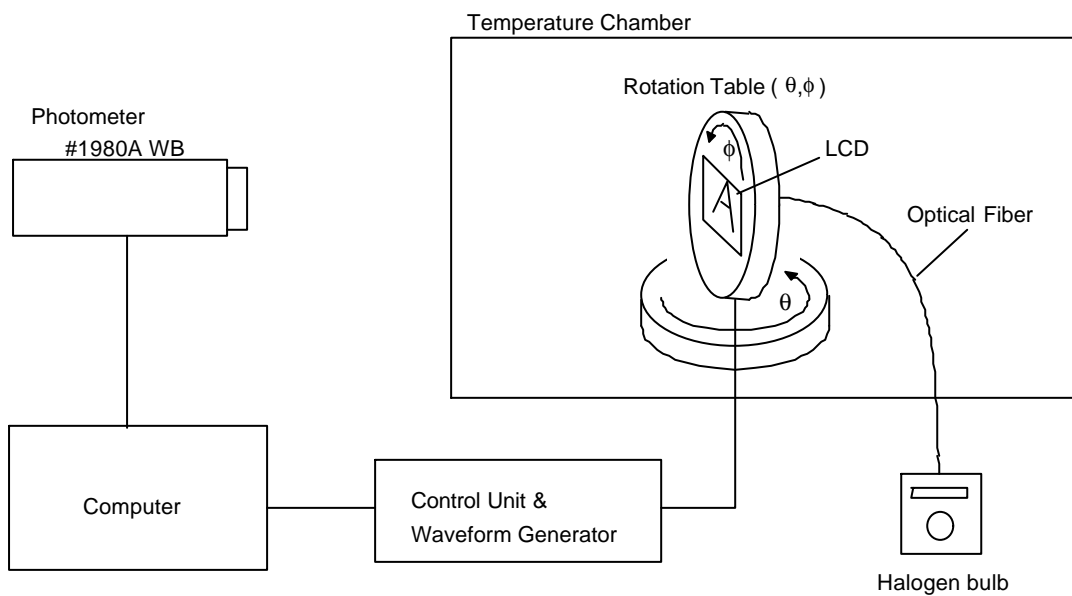 Temperature Chamber
Rotation Table ( θ,ϕ )
Photometer
#1980A WB
ϕ
LCD
A
Optical Fiber
θ
Computer
Control Unit &
Waveform Generator
Halogen bulb